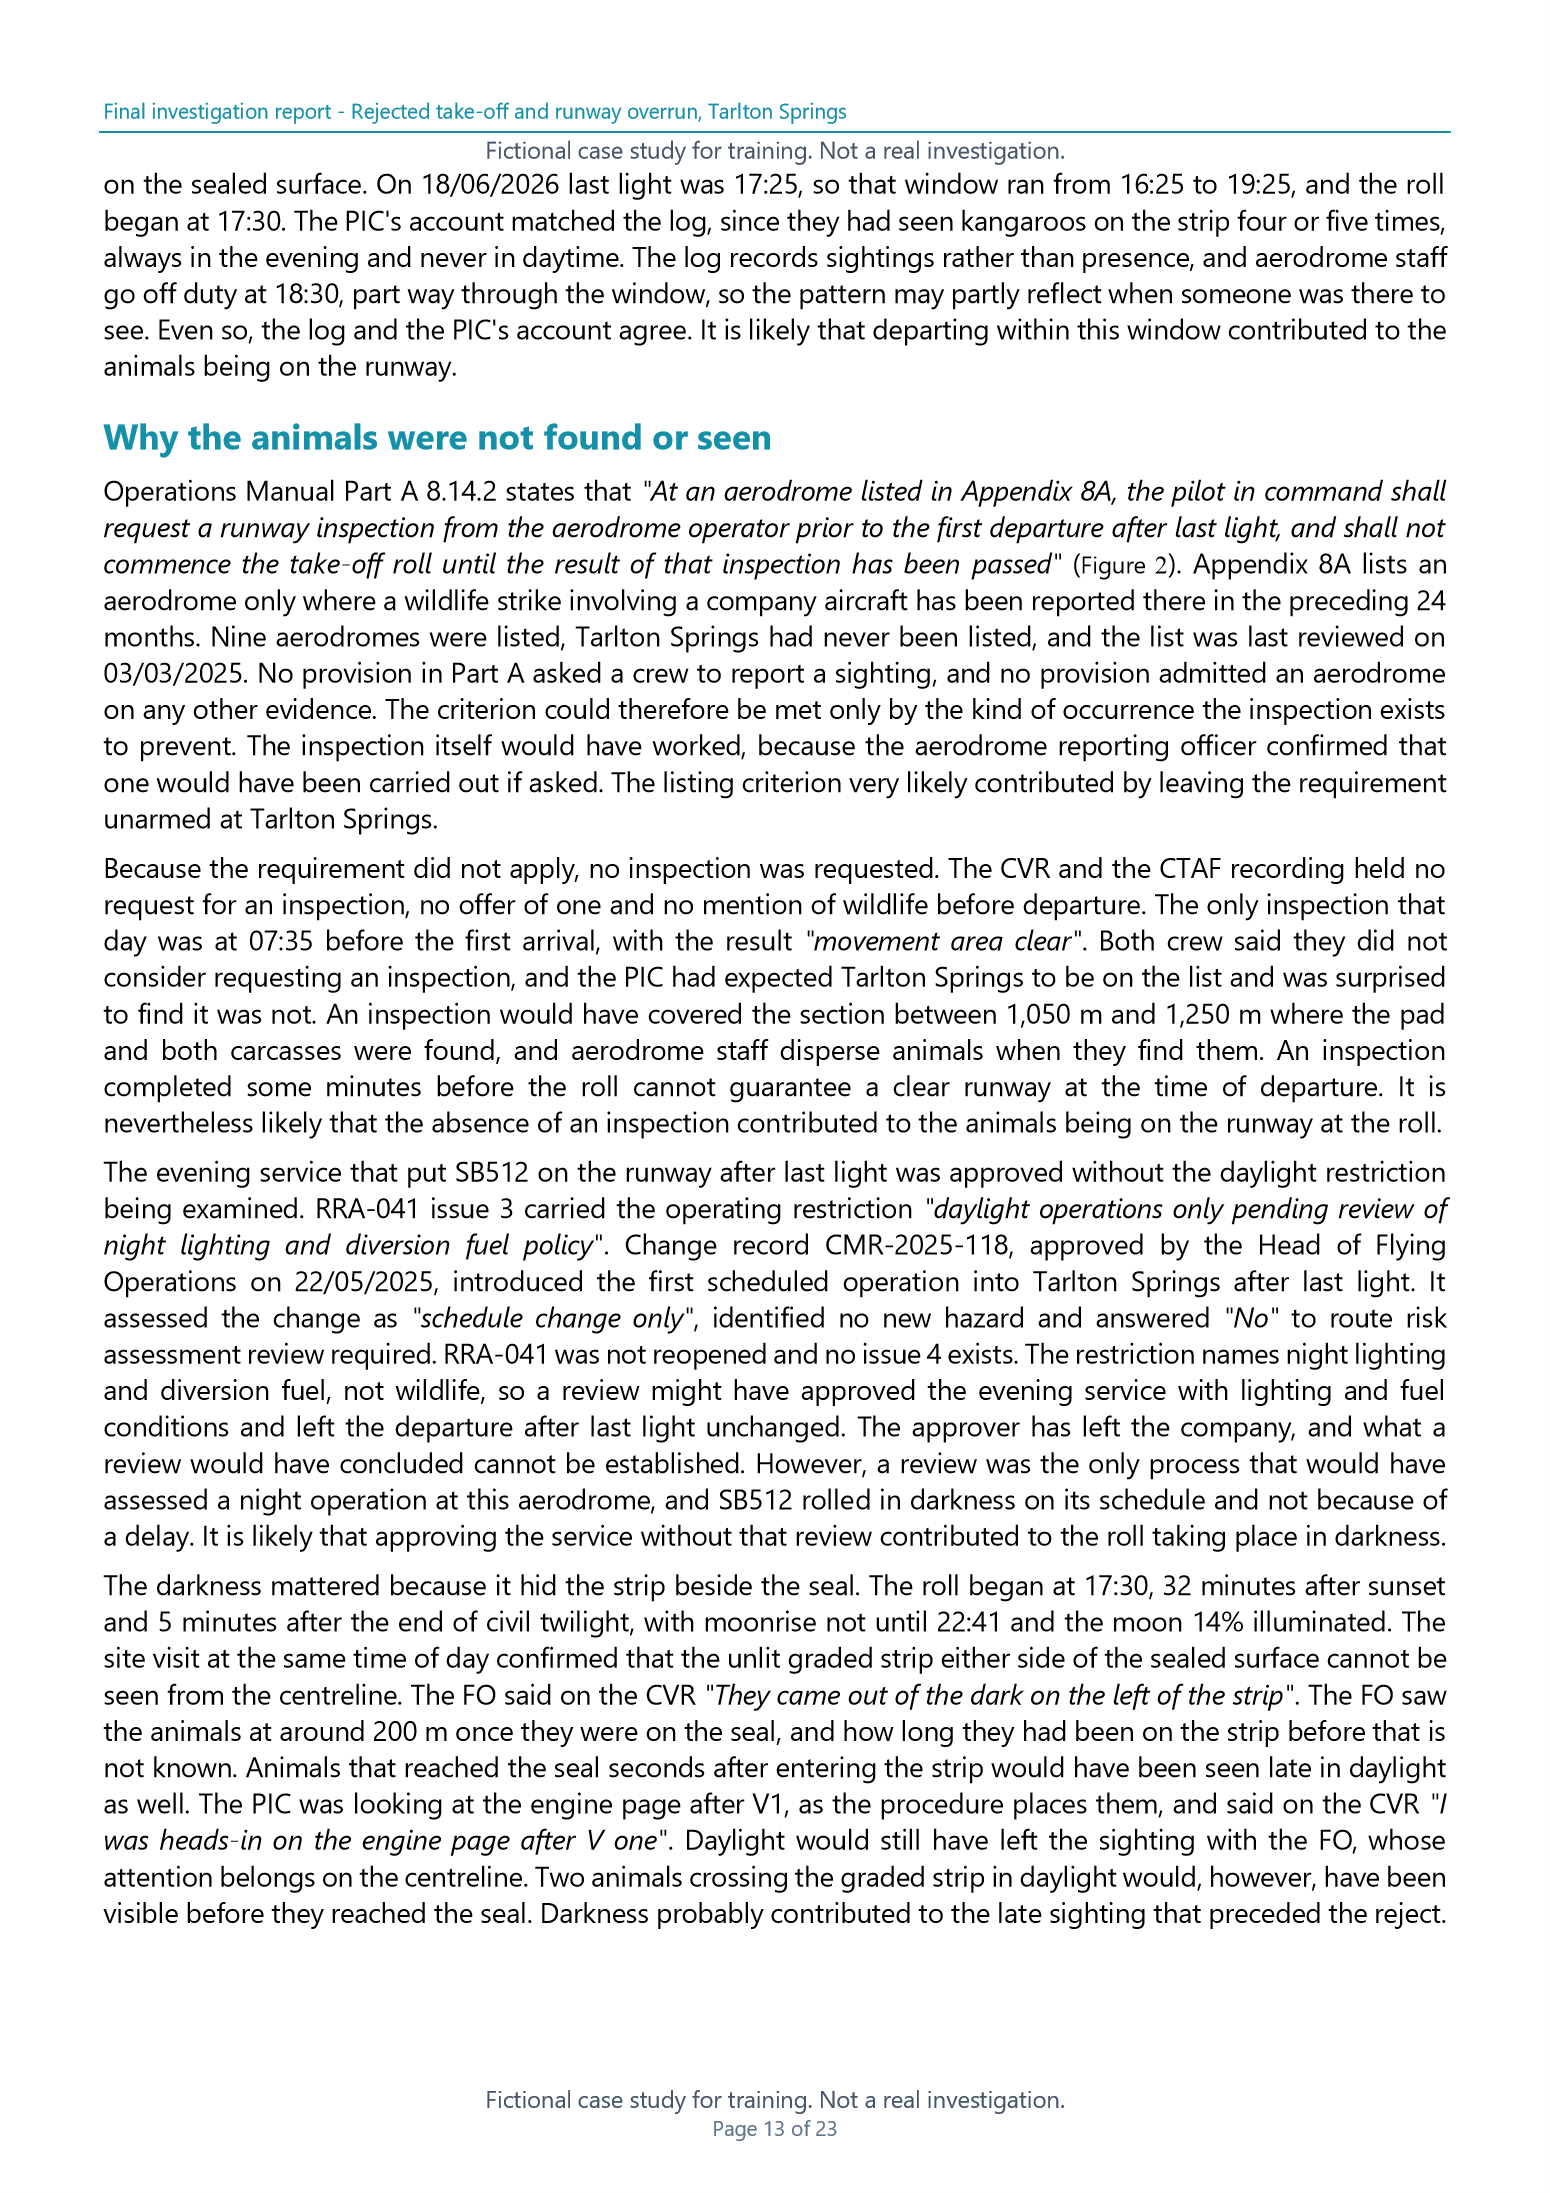 Final investigation report - Rejected take-off and runway overrun, Tarlton Springs
Fictional case study for training. Not a real investigation.
on the sealed surface. On 18/06/2026 last light was 17:25, so that window ran from 16:25 to 19:25, and the roll
began at 17:30. The PIC's account matched the log, since they had seen kangaroos on the strip four or five times,
always in the evening and never in daytime. The log records sightings rather than presence, and aerodrome staff
go off duty at 18:30, part way through the window, so the pattern may partly reflect when someone was there to
see. Even so, the log and the PIC's account agree. It is likely that departing within this window contributed to the
animals being on the runway.
Why the animals were not found or seen
Operations Manual Part A 8.14.2 states that "At an aerodrome listed in Appendix 8A, the pilot in command shall
request a runway inspection from the aerodrome operator prior to the first departure after last light, and shall not
commence the take-off roll until the result of that inspection has been passed" (Figure 2). Appendix 8A lists an
aerodrome only where a wildlife strike involving a company aircraft has been reported there in the preceding 24
months. Nine aerodromes were listed, Tarlton Springs had never been listed, and the list was last reviewed on
03/03/2025. No provision in Part A asked a crew to report a sighting, and no provision admitted an aerodrome
on any other evidence. The criterion could therefore be met only by the kind of occurrence the inspection exists
to prevent. The inspection itself would have worked, because the aerodrome reporting officer confirmed that
one would have been carried out if asked. The listing criterion very likely contributed by leaving the requirement
unarmed at Tarlton Springs.
Because the requirement did not apply, no inspection was requested. The CVR and the CTAF recording held no
request for an inspection, no offer of one and no mention of wildlife before departure. The only inspection that
day was at 07:35 before the first arrival, with the result "movement area clear". Both crew said they did not
consider requesting an inspection, and the PIC had expected Tarlton Springs to be on the list and was surprised
to find it was not. An inspection would have covered the section between 1,050 m and 1,250 m where the pad
and both carcasses were found, and aerodrome staff disperse animals when they find them. An inspection
completed some minutes before the roll cannot guarantee a clear runway at the time of departure. It is
nevertheless likely that the absence of an inspection contributed to the animals being on the runway at the roll.
The evening service that put SB512 on the runway after last light was approved without the daylight restriction
being examined. RRA-041 issue 3 carried the operating restriction "daylight operations only pending review of
night lighting and diversion fuel policy". Change record CMR-2025-118, approved by the Head of Flying
Operations on 22/05/2025, introduced the first scheduled operation into Tarlton Springs after last light. It
assessed the change as "schedule change only", identified no new hazard and answered "No" to route risk
assessment review required. RRA-041 was not reopened and no issue 4 exists. The restriction names night lighting
and diversion fuel, not wildlife, so a review might have approved the evening service with lighting and fuel
conditions and left the departure after last light unchanged. The approver has left the company, and what a
review would have concluded cannot be established. However, a review was the only process that would have
assessed a night operation at this aerodrome, and SB512 rolled in darkness on its schedule and not because of
a delay. It is likely that approving the service without that review contributed to the roll taking place in darkness.
The darkness mattered because it hid the strip beside the seal. The roll began at 17:30, 32 minutes after sunset
and 5 minutes after the end of civil twilight, with moonrise not until 22:41 and the moon 14% illuminated. The
site visit at the same time of day confirmed that the unlit graded strip either side of the sealed surface cannot be
seen from the centreline. The FO said on the CVR "They came out of the dark on the left of the strip". The FO saw
the animals at around 200 m once they were on the seal, and how long they had been on the strip before that is
not known. Animals that reached the seal seconds after entering the strip would have been seen late in daylight
as well. The PIC was looking at the engine page after V1, as the procedure places them, and said on the CVR "I
was heads-in on the engine page after V one". Daylight would still have left the sighting with the FO, whose
attention belongs on the centreline. Two animals crossing the graded strip in daylight would, however, have been
visible before they reached the seal. Darkness probably contributed to the late sighting that preceded the reject.
Fictional case study for training. Not a real investigation.
Page 13 of 23